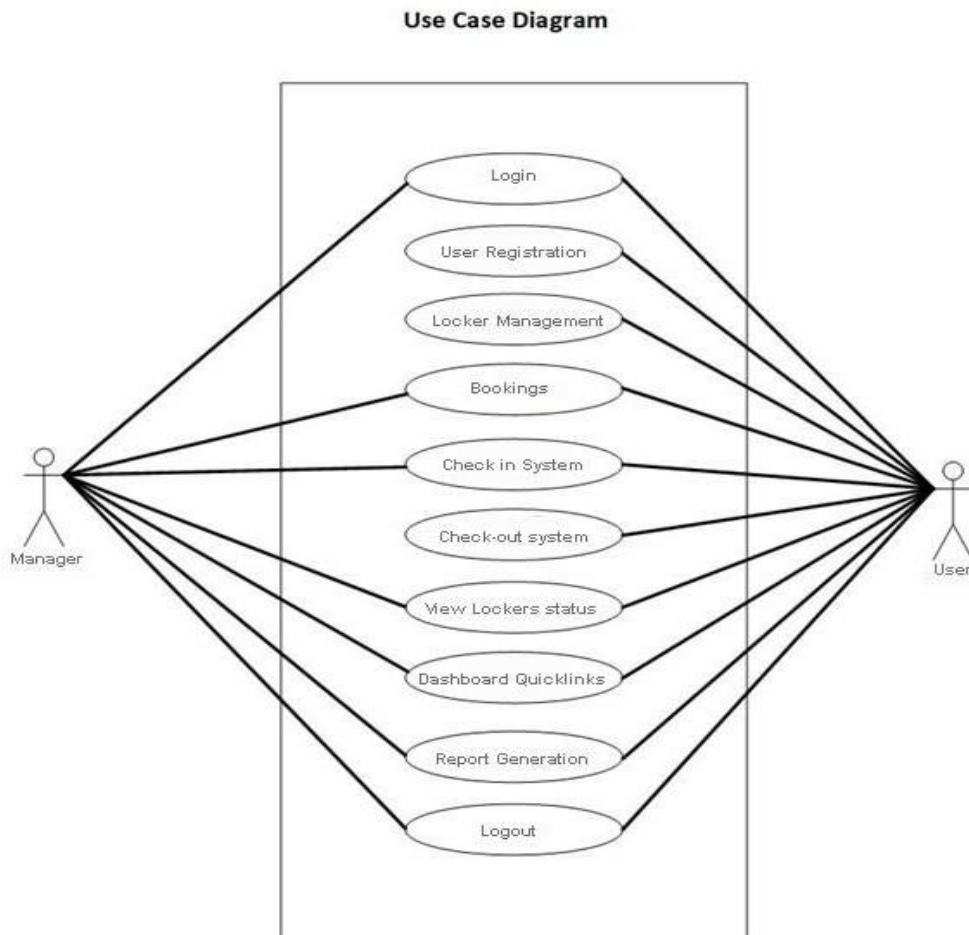 Use Case Diagram
Login
User Registration
Locker Management
Bookings
Check in System
Manager
Check-out system
User
View Lockers status
Dashboard Quicklinks
Report Generation
Logout